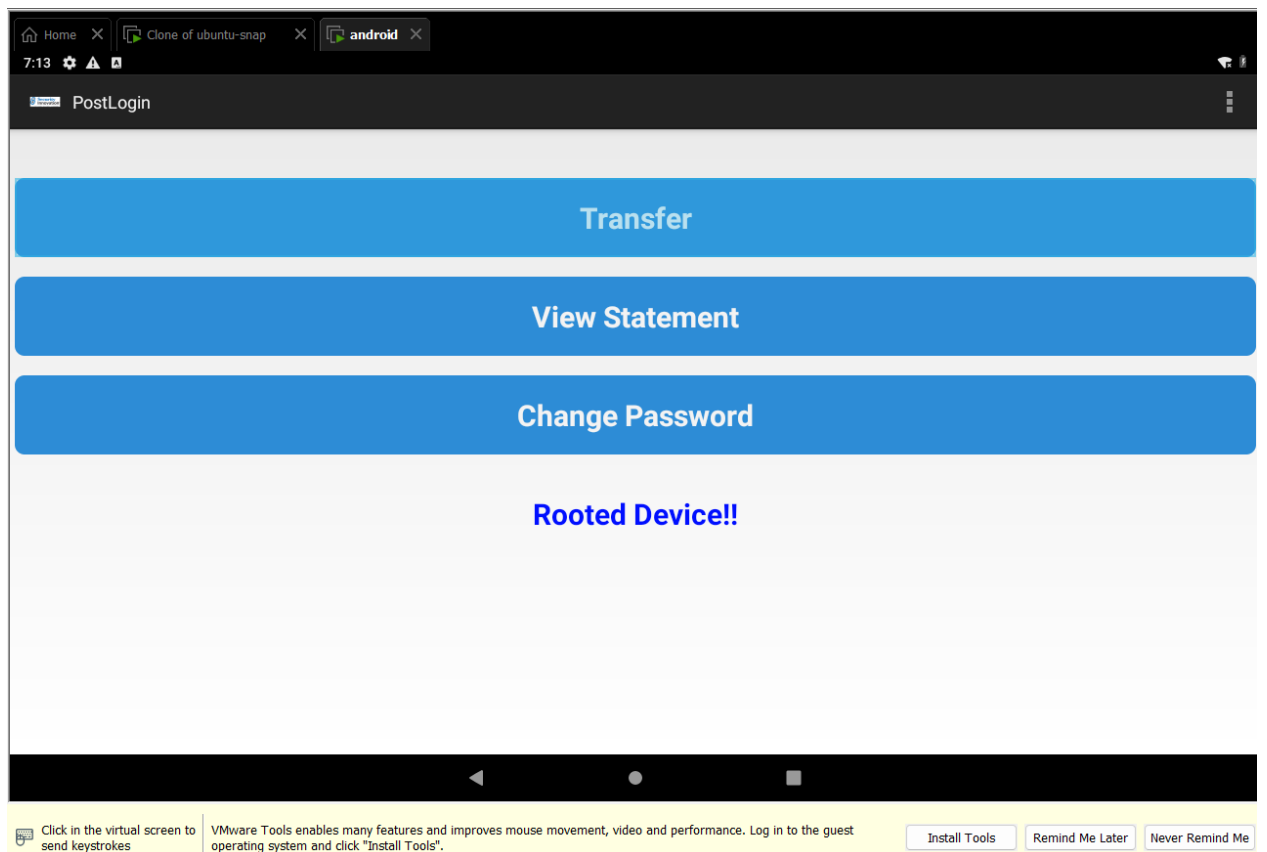 Home
Clone of ubuntu-snap
android
7:13
PostLogin
Transfer
View Statement
Change Password
Rooted Device!!
Click in the virtual screen to
send keystrokes
VMware Tools enables many features and improves mouse movement, video and performance. Log in to the guest
operating system and click "Install Tools".
Install Tools
Remind Me Later
Never Remind Me